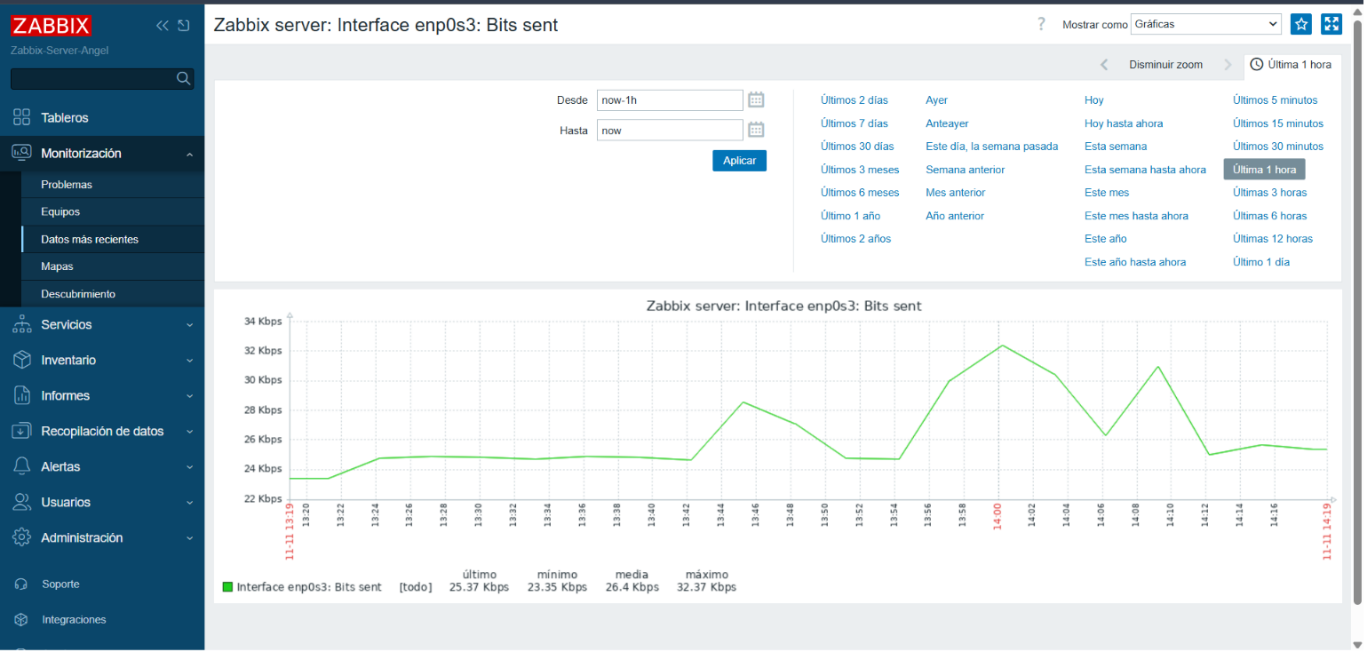 ZABBIX
Zabbix-Server-Angel
Tableros
Monitorización
Problemas
Equipos
Datos más recientes
Mapas
Descubrimiento
Servicios
Inventario
Informes
Recopilación de datos
Alertas
Usuarios
Administración
Soporte
Integraciones
Zabbix server: Interface enp0s3: Bits sent
? Mostrar como Gráficas
Disminuir zoom
Última 1 hora
Desde now-1h
Hasta now
Aplicar
Últimos 2 días Ayer Hoy Últimos 5 minutos
Últimos 7 días Anteayer Hoy hasta ahora Últimos 15 minutos
Últimos 30 días Este día, la semana pasada Esta semana Últimos 30 minutos
Últimos 3 meses Semana anterior Esta semana hasta ahora Última 1 hora
Últimos 6 meses Mes anterior Este mes Últimas 3 horas
Último 1 año Año anterior Este mes hasta ahora Últimas 6 horas
Últimos 2 años Este año Últimas 12 horas
Este año hasta ahora Último 1 día
Zabbix server: Interface enp0s3: Bits sent
34 Kbps
32 Kbps
30 Kbps
28 Kbps
26 Kbps
24 Kbps
22 Kbps
11-11 13:19 13:20 13:22 13:24 13:26 13:28 13:30 13:32 13:34 13:36 13:38 13:40 13:42 13:44 13:46 13:48 13:50 13:52 13:54 13:56 13:58 14:00 14:02 14:04 14:06 14:08 14:10 14:12 14:14 14:16 11-11 14:19
último mínimo media máximo
Interface enp0s3: Bits sent [todo] 25.37 Kbps 23.35 Kbps 26.4 Kbps 32.37 Kbps